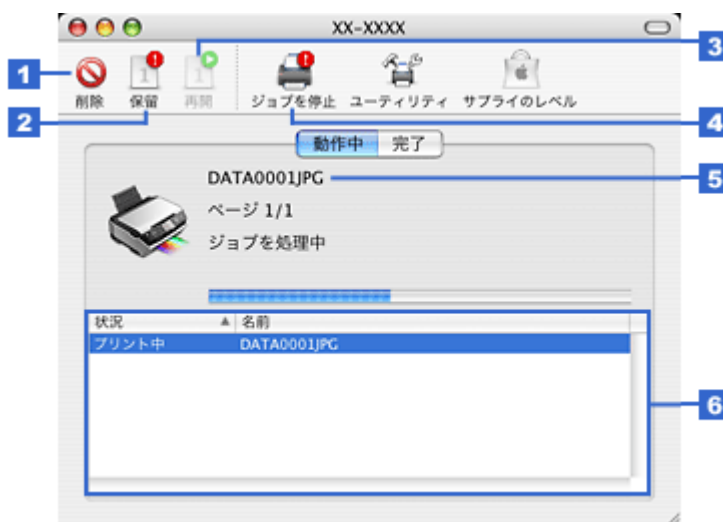 XX-XXXX
1
2
3
4
5
6
削除 保留 再開 ジョブを停止 ユーティリティ サプライのレベル
動作中 完了
DATA0001JPG
ページ 1/1
ジョブを処理中
状況 名前
プリント中 DATA0001JPG